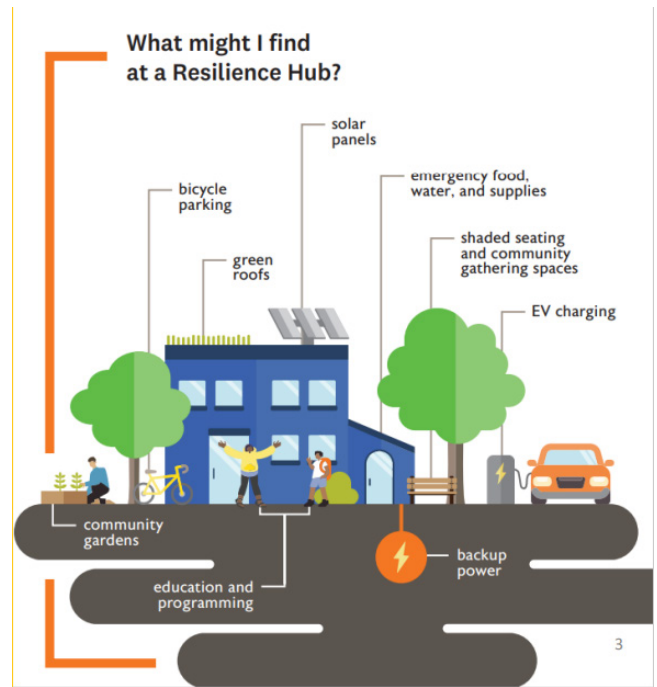 What might I find
at a Resilience Hub?
solar
panels
emergency food,
water, and supplies
bicycle
parking
shaded seating
and community
gathering spaces
green
roofs
EV charging
community
gardens
education and
programming
backup
power
3